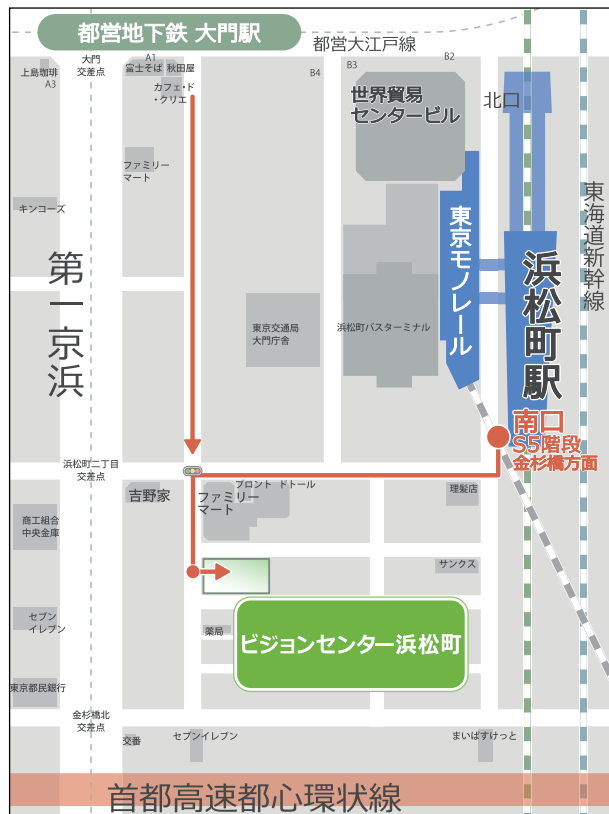 都営地下鉄 大門駅
都営大江戸線
大門
交差点
上島珈琲
A3
A1
富士そば
秋田屋
カフェ・ド
・クリエ
B4
B3
B2
世界貿易
センタービル
北口
ファミリー
マート
キンコーズ
第一京浜
東京モノレール
浜松町駅
東海道新幹線
東京交通局
大門庁舎
浜松町バスターミナル
南口
S5階段
金杉橋方面
浜松町二丁目
交差点
吉野家
ファミリー
マート
プロント
ドトール
理髪店
商工組合
中央金庫
サンクス
セブン
イレブン
薬局
ビジョンセンター浜松町
東京都民銀行
金杉橋北
交差点
交番
セブンイレブン
まいばすけっと
首都高速都心環状線